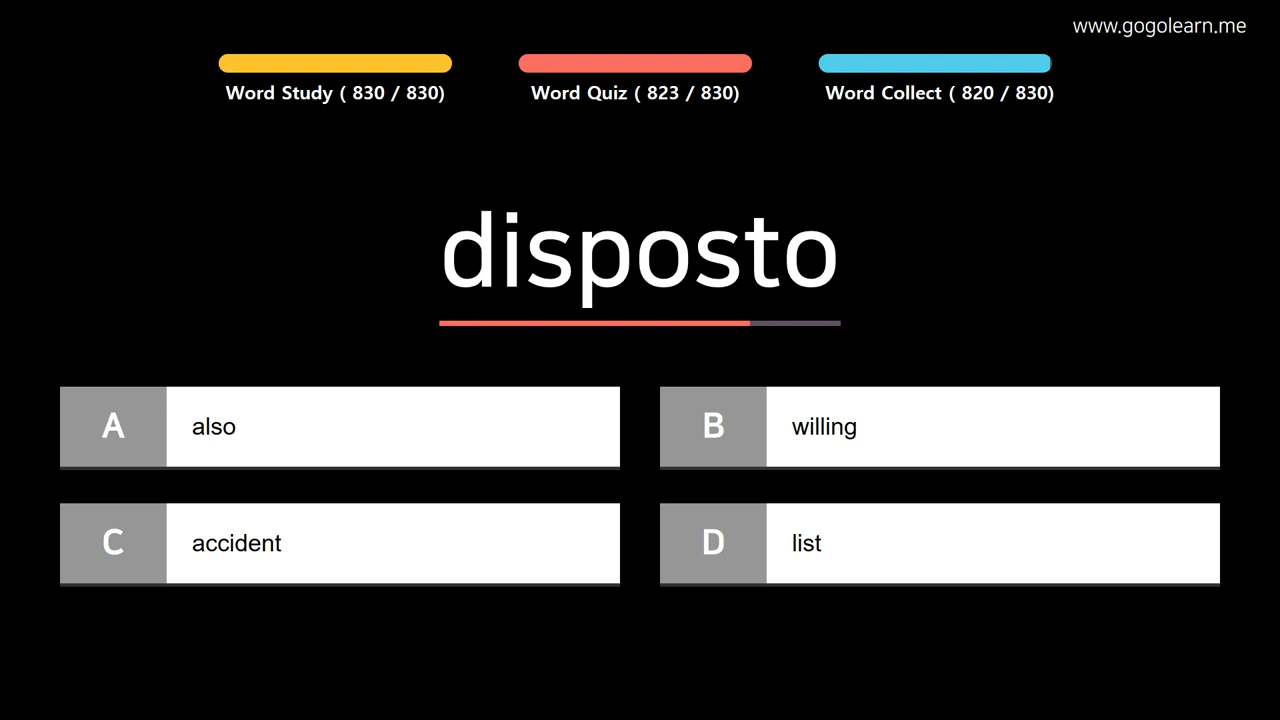 www.gogolearn.me
Word Study ( 830 / 830)
Word Quiz ( 823 / 830)
Word Collect ( 820 / 830)
disposto
A also
B willing
C accident
D list